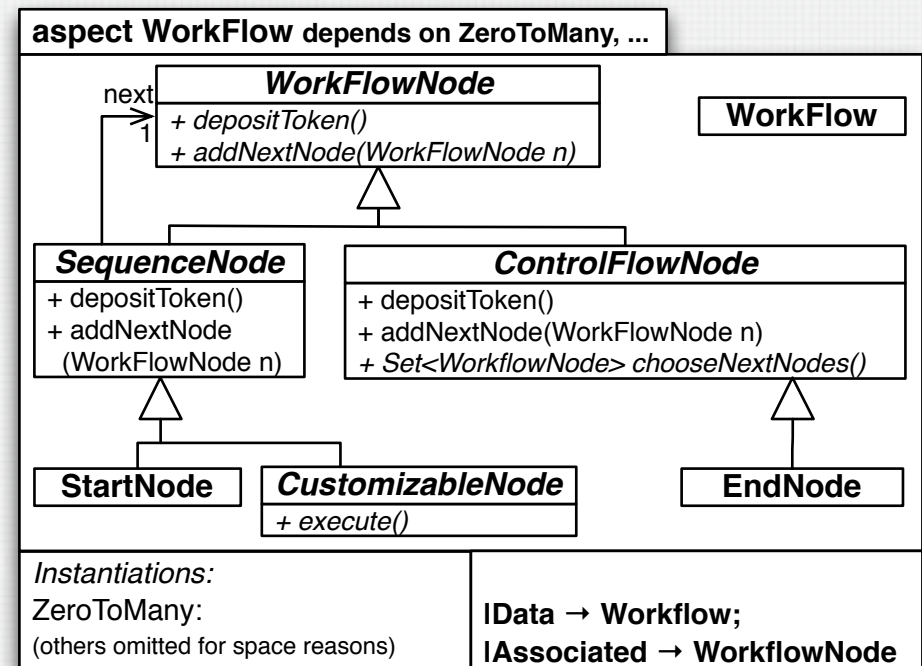 aspect WorkFlow depends on ZeroToMany, ...
WorkFlowNode
+ depositToken()
+ addNextNode(WorkFlowNode n)
next
1
WorkFlow
SequenceNode
+ depositToken()
+ addNextNode
(WorkFlowNode n)
ControlFlowNode
+ depositToken()
+ addNextNode(WorkFlowNode n)
+ Set<WorkflowNode> chooseNextNodes()
StartNode
CustomizableNode
+ execute()
EndNode
Instantiations:
ZeroToMany:
(others omitted for space reasons)
|Data → Workflow;
|Associated → WorkflowNode